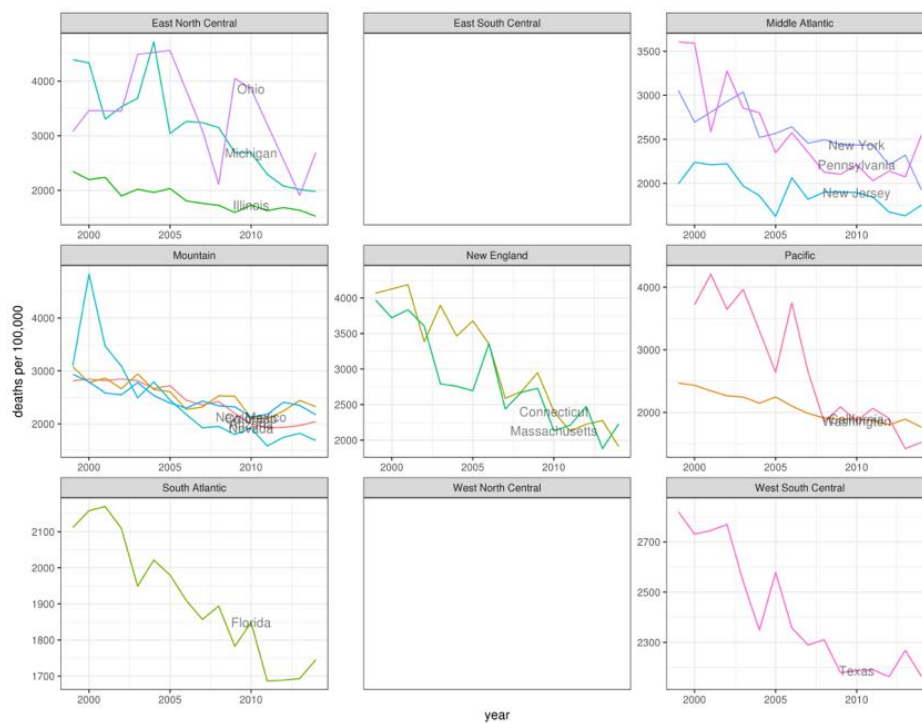 East North Central
East South Central
Middle Atlantic
4000
3000
2000
Ohio
Michigan
Illinois
2000 2005 2010
3500
3000
2500
2000
New York
Pennsylvania
New Jersey
2000 2005 2010
Mountain
New England
Pacific
deaths per 100,000
4000
3000
2000
New Mexico
Nevada
2000 2005 2010
4000
3500
3000
2500
2000
Connecticut
Massachusetts
2000 2005 2010
4000
3000
2000
Washington
2000 2005 2010
South Atlantic
West North Central
West South Central
2100
2000
1900
1800
1700
Florida
2000 2005 2010
2700
2500
2300
Texas
2000 2005 2010
year